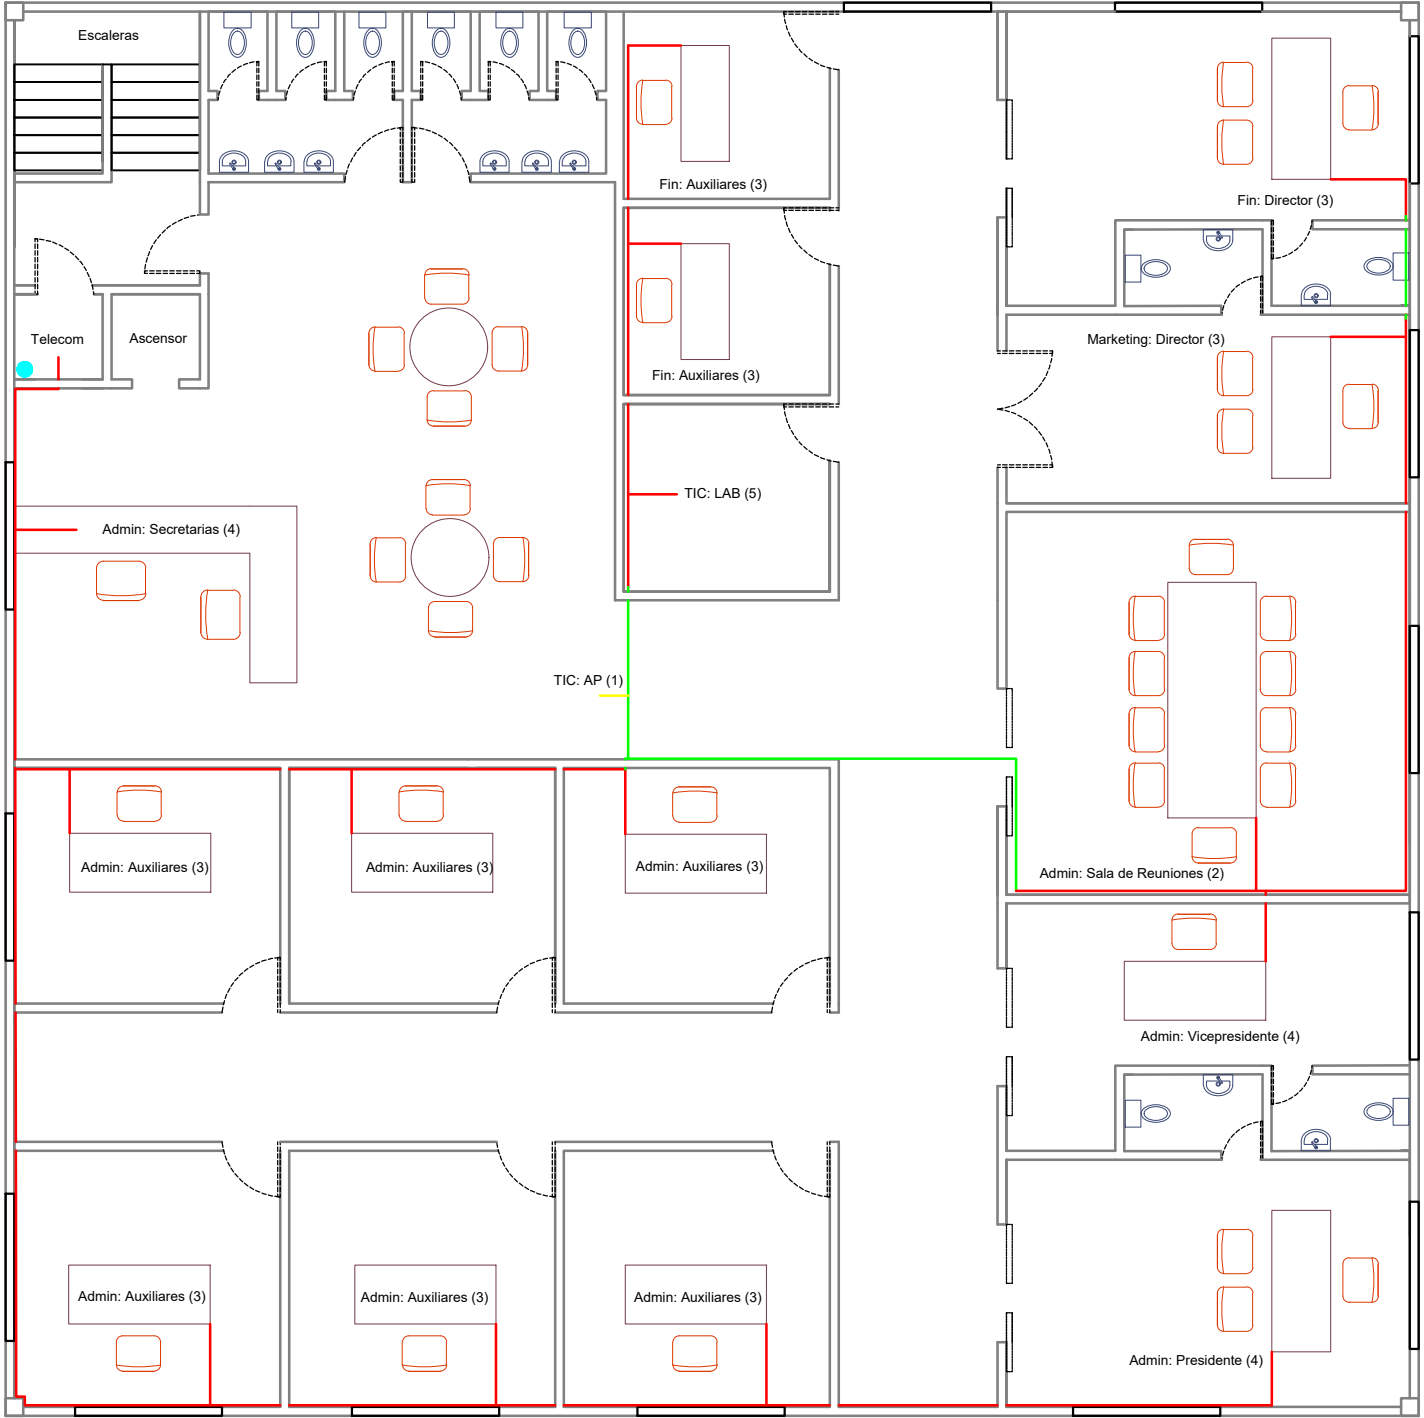 Escaleras
Fin: Auxiliares (3)
Fin: Director (3)
Telecom
Ascensor
Marketing: Director (3)
Fin: Auxiliares (3)
TIC: LAB (5)
Admin: Secretarias (4)
TIC: AP (1)
Admin: Auxiliares (3)
Admin: Auxiliares (3)
Admin: Auxiliares (3)
Admin: Sala de Reuniones (2)
Admin: Vicepresidente (4)
Admin: Auxiliares (3)
Admin: Auxiliares (3)
Admin: Auxiliares (3)
Admin: Presidente (4)